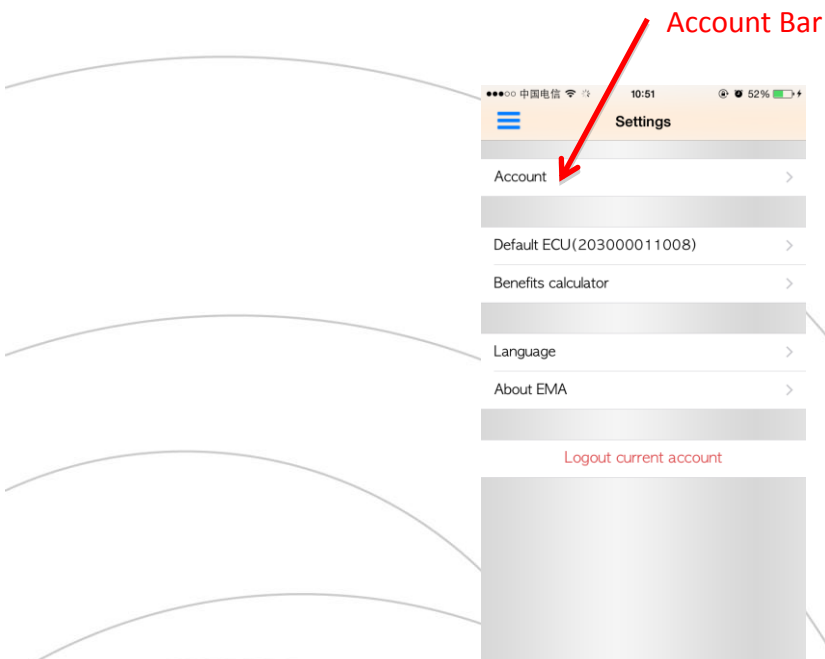 Account Bar
中国电信 10:51 52%
Settings
Account
Default ECU(203000011008)
Benefits calculator
Language
About EMA
Logout current account